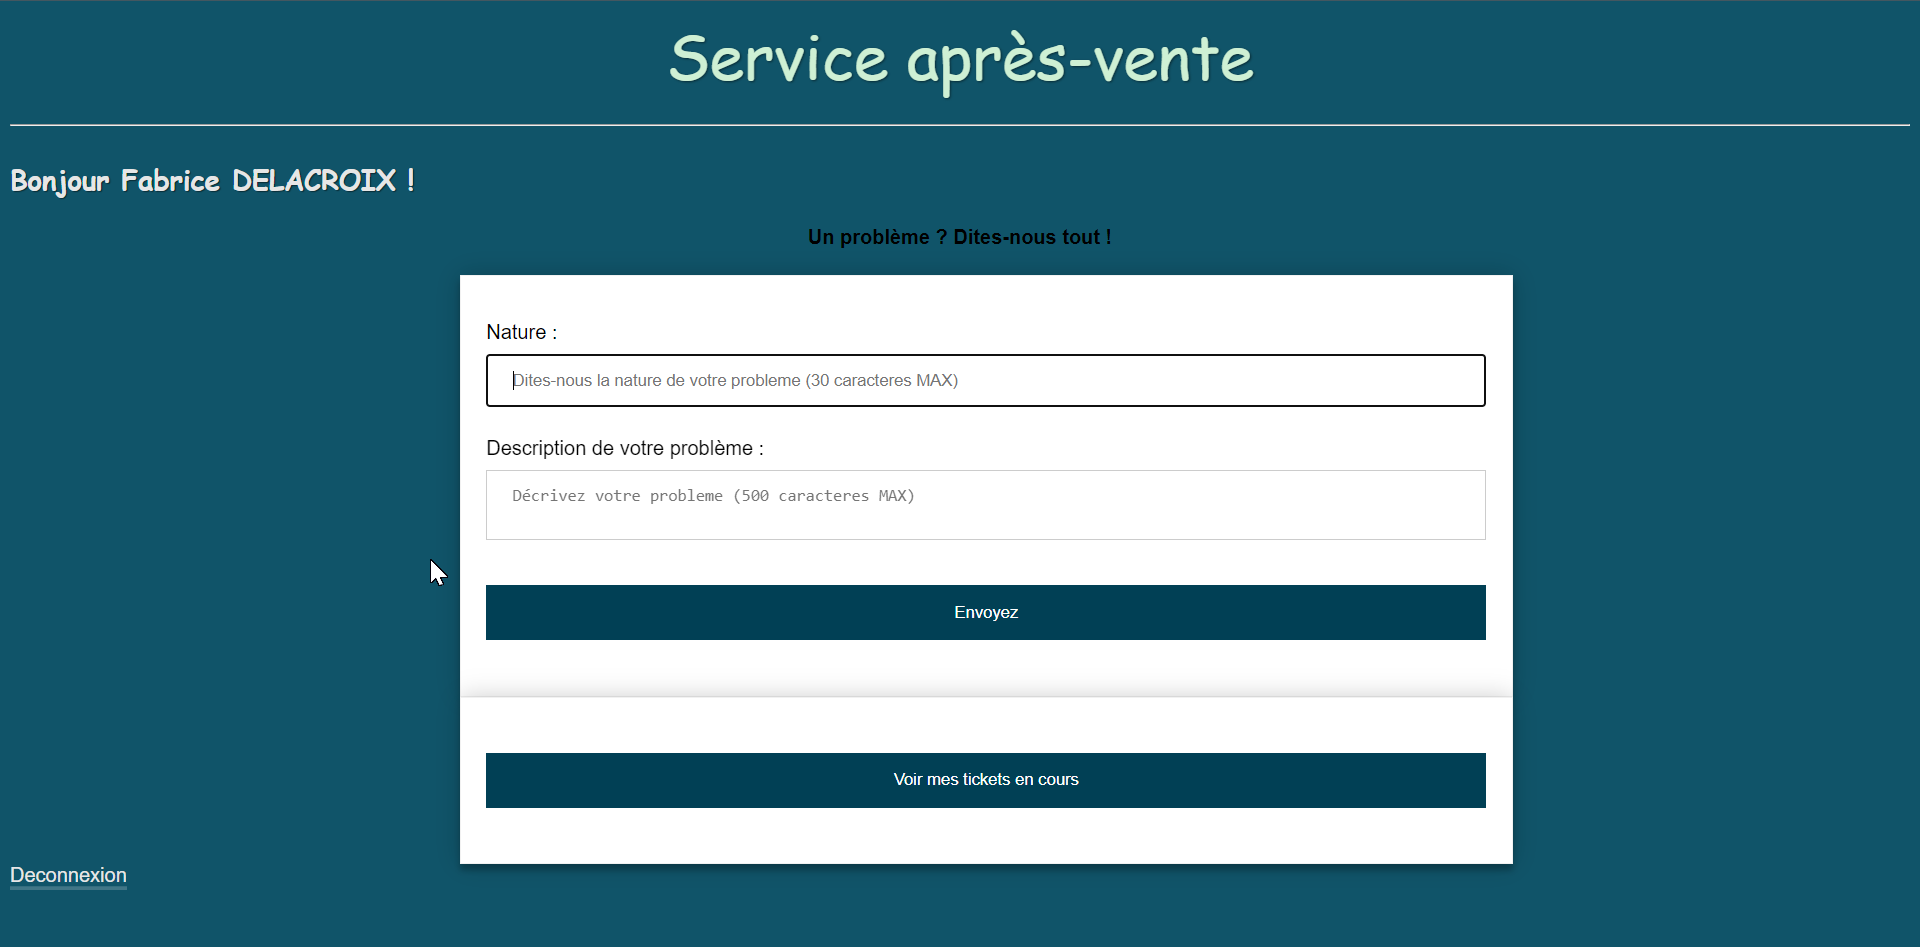 Service après-vente
Bonjour Fabrice DELACROIX !
Un problème ? Dites-nous tout !
Nature :
Dites-nous la nature de votre probleme (30 caracteres MAX)
Description de votre problème :
Décrivez votre probleme (500 caracteres MAX)
Envoyez
Voir mes tickets en cours
Deconnexion